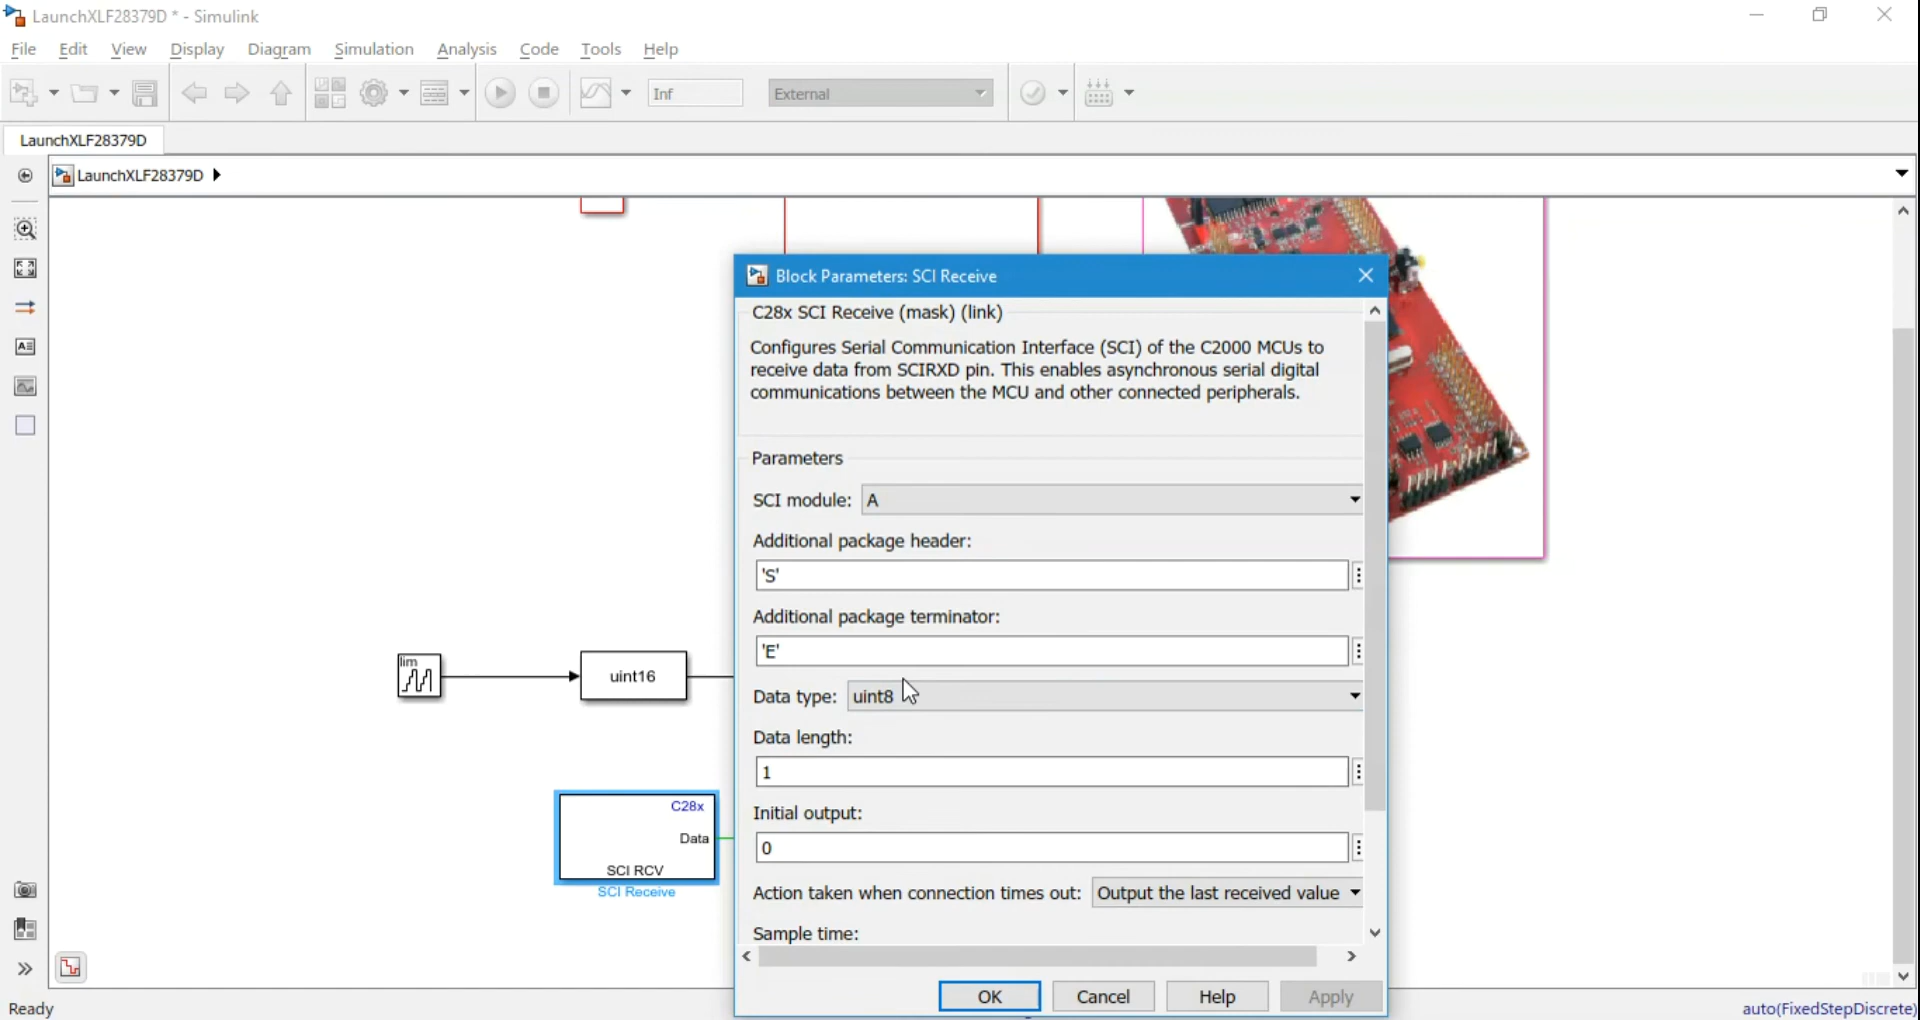 LaunchXLF28379D * - Simulink
File Edit View Display Diagram Simulation Analysis Code Tools Help
Inf External
LaunchXLF28379D
LaunchXLF28379D
Block Parameters: SCI Receive
C28x SCI Receive (mask) (link)
Configures Serial Communication Interface (SCI) of the C2000 MCUs to
receive data from SCIRXD pin. This enables asynchronous serial digital
communications between the MCU and other connected peripherals.
Parameters
SCI module: A
Additional package header:
'S'
Additional package terminator:
'E'
Data type: uint8
Data length:
1
Initial output:
0
Action taken when connection times out: Output the last received value
Sample time:
OK Cancel Help Apply
lim
uint16
C28x
Data
SCI RCV
SCI Receive
Ready
auto(FixedStepDiscrete)